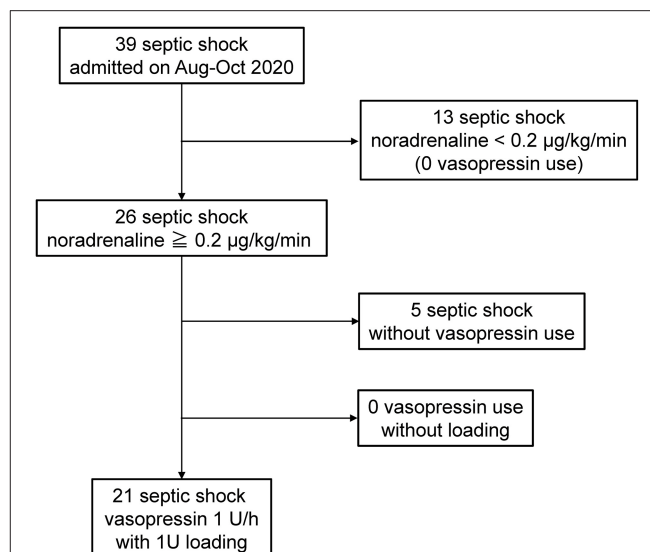 39 septic shock
admitted on Aug-Oct 2020
13 septic shock
noradrenaline < 0.2 μg/kg/min
(0 vasopressin use)
26 septic shock
noradrenaline ≧ 0.2 μg/kg/min
5 septic shock
without vasopressin use
0 vasopressin use
without loading
21 septic shock
vasopressin 1 U/h
with 1U loading